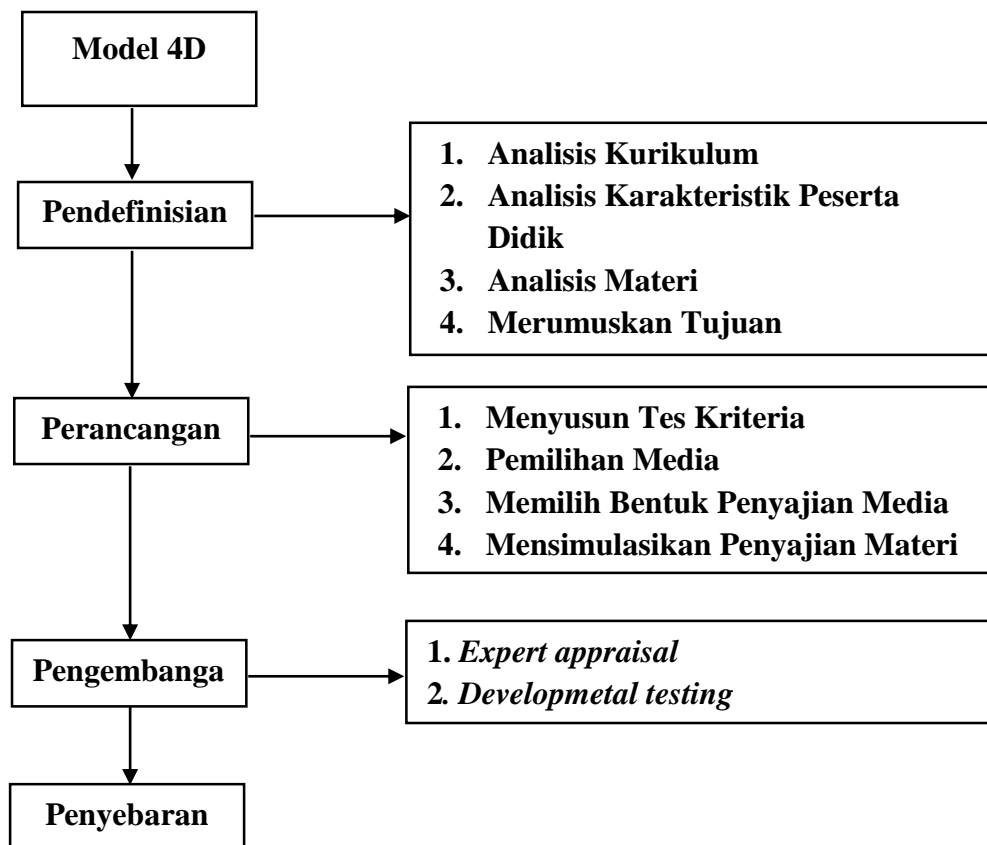 Model 4D
Pendefinisian
1. Analisis Kurikulum
2. Analisis Karakteristik Peserta
Didik
3. Analisis Materi
4. Merumuskan Tujuan
Perancangan
1. Menyusun Tes Kriteria
2. Pemilihan Media
3. Memilih Bentuk Penyajian Media
4. Mensimulasikan Penyajian Materi
Pengembanga
1. Expert appraisal
2. Developmetal testing
Penyebaran